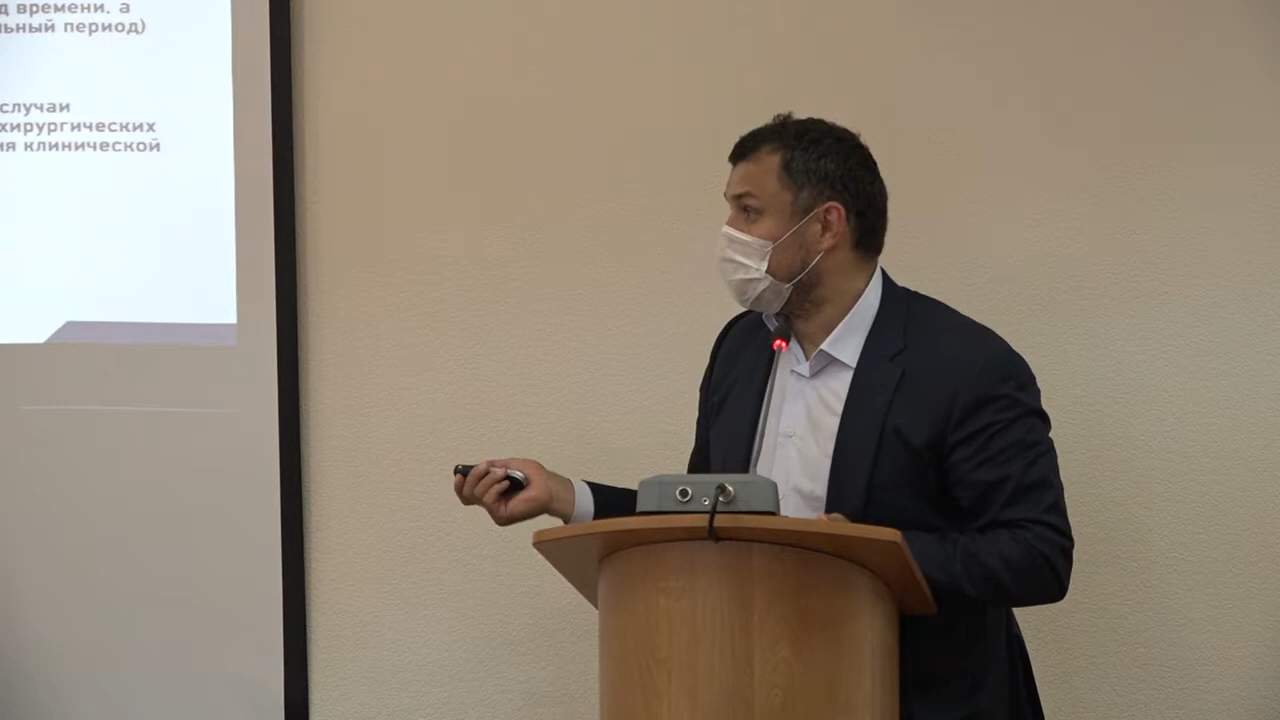 д времени, а
льный период)
случаи
хирургических
ия клинической